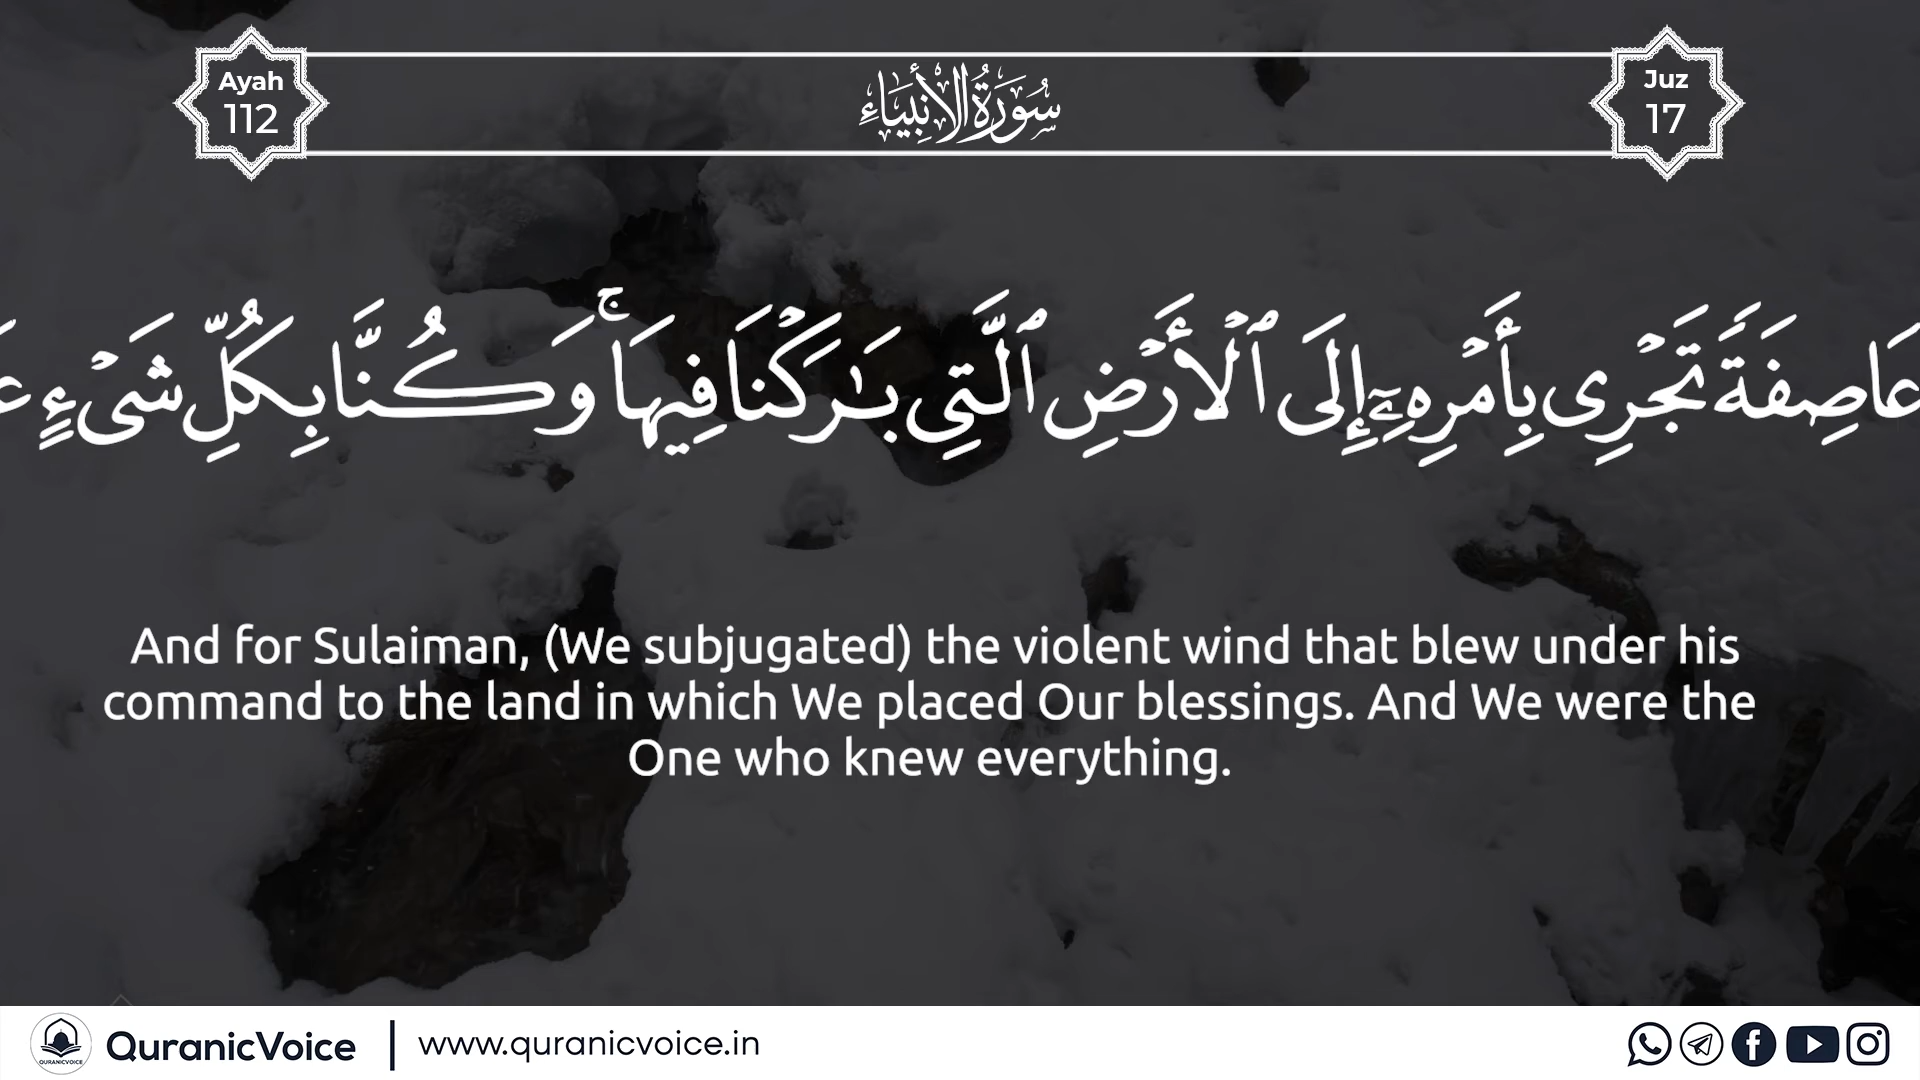 Ayah
112
سُورَةُ الْأَنْبِيَاءِ
Juz
17
عَاصِفَةً تَجْرِى بِأَمْرِهِۦٓ إِلَى ٱلْأَرْضِ ٱلَّتِى بَـٰرَكْنَا فِيهَا ۚ وَكُنَّا بِكُلِّ شَىْءٍ
And for Sulaiman, (We subjugated) the violent wind that blew under his
command to the land in which We placed Our blessings. And We were the
One who knew everything.
QURANICVOICE
QuranicVoice | www.quranicvoice.in